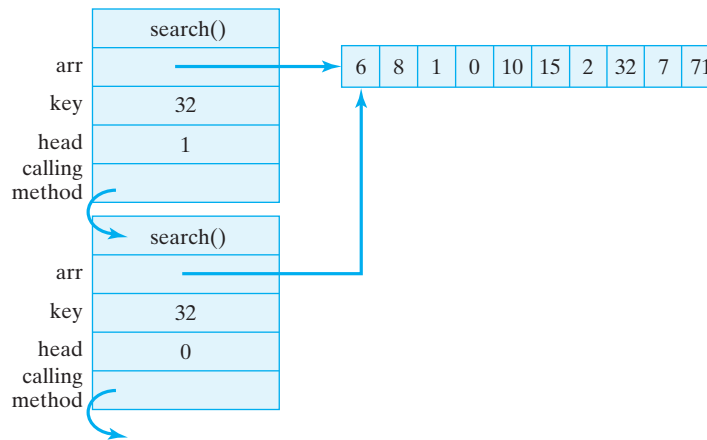 search()
arr
6 8 1 0 10 15 2 32 7 71
key 32
head 1
calling
method
search()
arr
key 32
head 0
calling
method